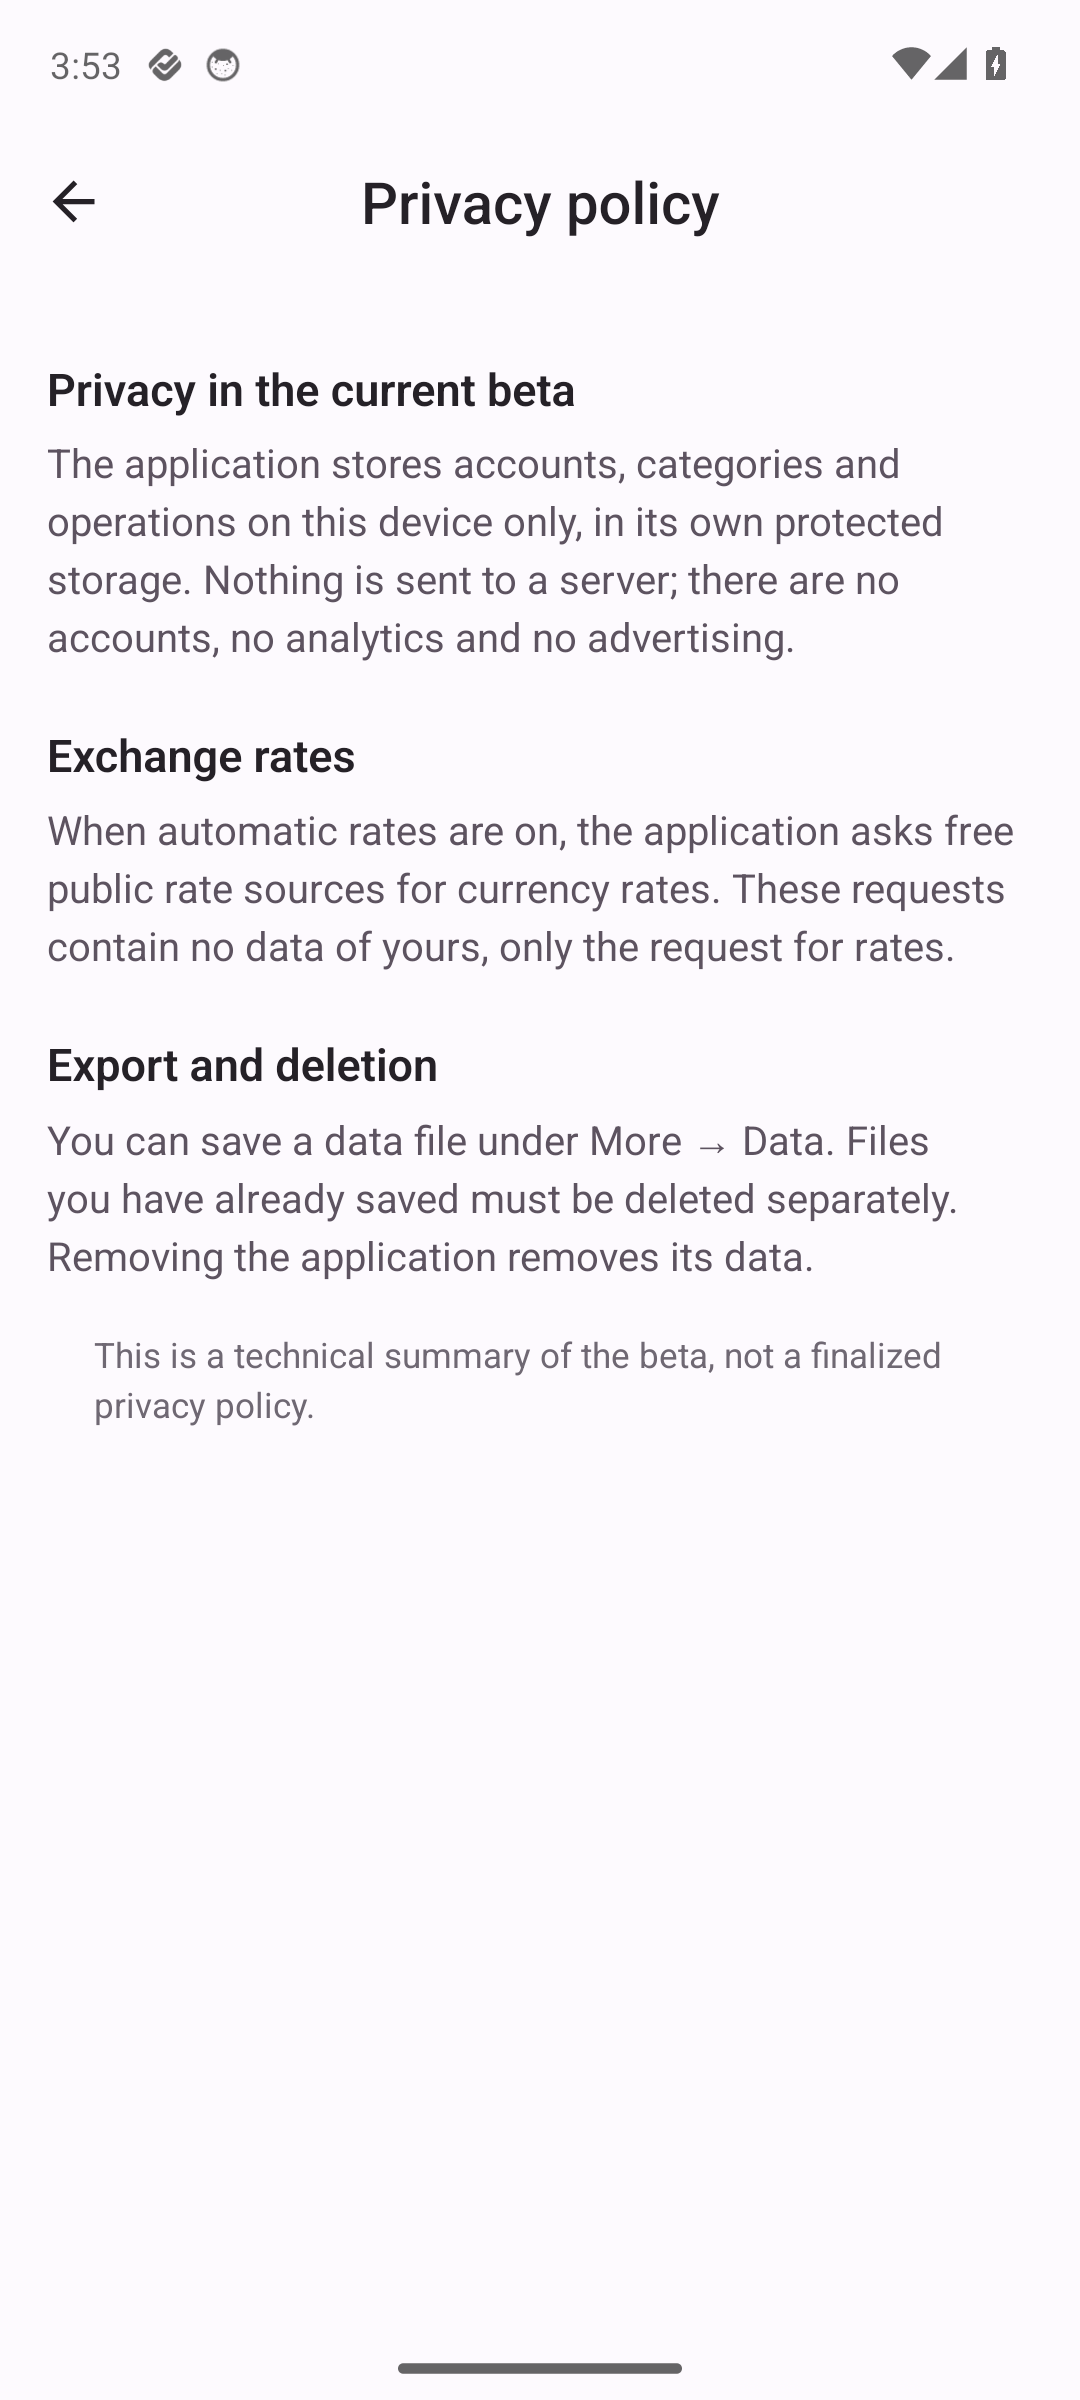 3:53
Privacy policy
Privacy in the current beta
The application stores accounts, categories and
operations on this device only, in its own protected
storage. Nothing is sent to a server; there are no
accounts, no analytics and no advertising.
Exchange rates
When automatic rates are on, the application asks free
public rate sources for currency rates. These requests
contain no data of yours, only the request for rates.
Export and deletion
You can save a data file under More → Data. Files
you have already saved must be deleted separately.
Removing the application removes its data.
This is a technical summary of the beta, not a finalized
privacy policy.